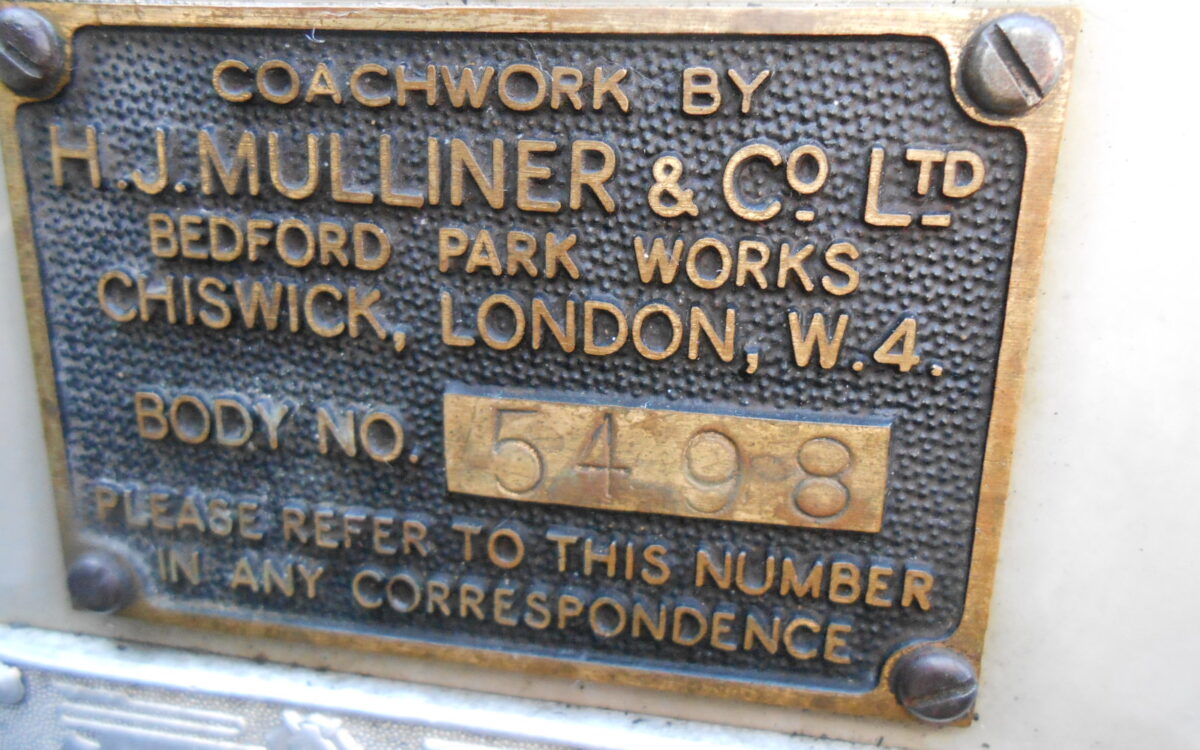 COACHWORK BY
H.J. MULLINER & Cº LTD
BEDFORD PARK WORKS
CHISWICK, LONDON, W.4.
BODY NO. 5498
PLEASE REFER TO THIS NUMBER
IN ANY CORRESPONDENCE